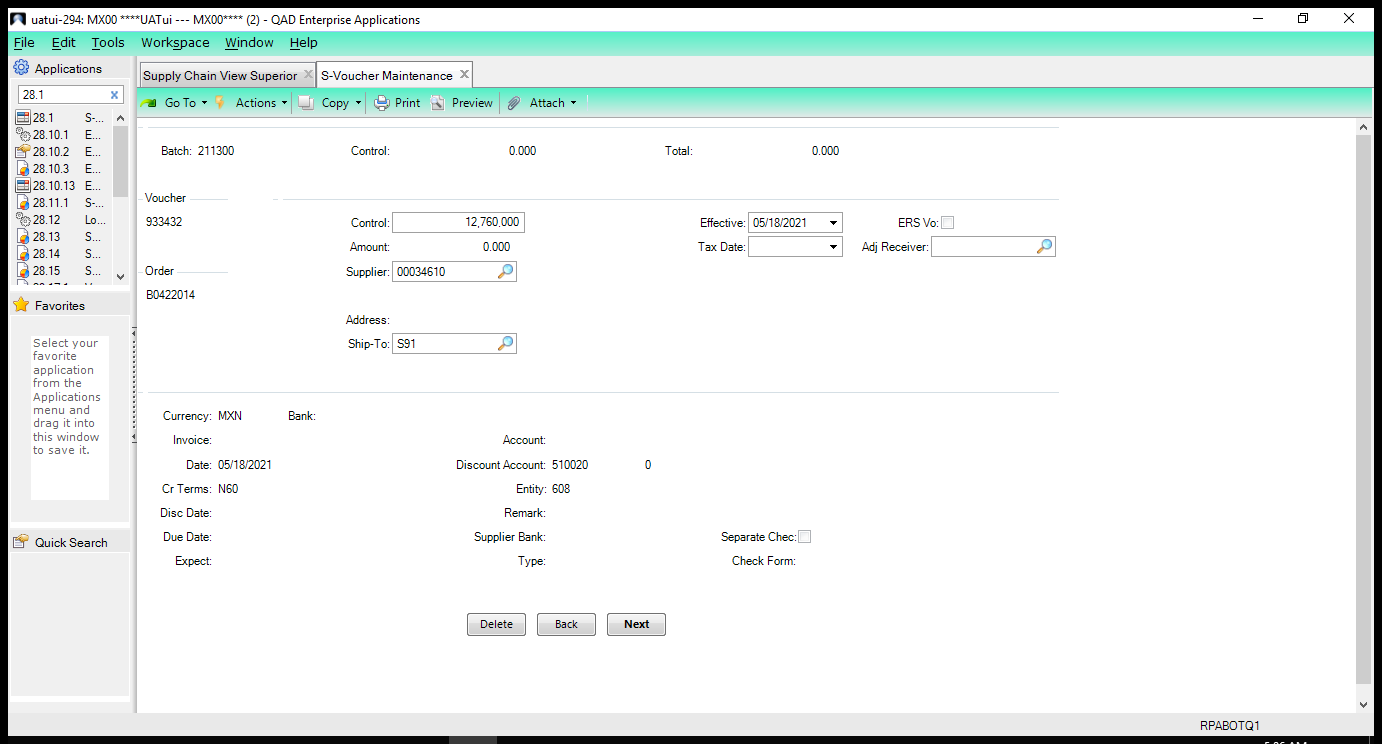 uatui-294: MX00 ****UATui --- MX00**** (2) - QAD Enterprise Applications
File Edit Tools Workspace Window Help
Applications
28.1
28.1 S-...
28.10.1 E...
28.10.2 E...
28.10.3 E...
28.10.13 E...
28.11.1 S-...
28.12 Lo...
28.13 S...
28.14 S...
28.15 S...
Favorites
Select your
favorite
application
from the
Applications
menu and
drag it into
this window
to save it.
Quick Search
Supply Chain View Superior
S-Voucher Maintenance
Go To Actions Copy Print Preview Attach
Batch: 211300 Control: 0.000 Total: 0.000
Voucher
933432
Control: 12,760.000 Effective: 05/18/2021 ERS Vo:
Amount: 0.000 Tax Date: Adj Receiver:
Order
Supplier: 00034610
B0422014
Address:
Ship-To: S91
Currency: MXN Bank:
Invoice: Account:
Date: 05/18/2021 Discount Account: 510020 0
Cr Terms: N60 Entity: 608
Disc Date: Remark:
Due Date: Supplier Bank: Separate Chec:
Expect: Type: Check Form:
Delete Back Next
RPABOTQ1